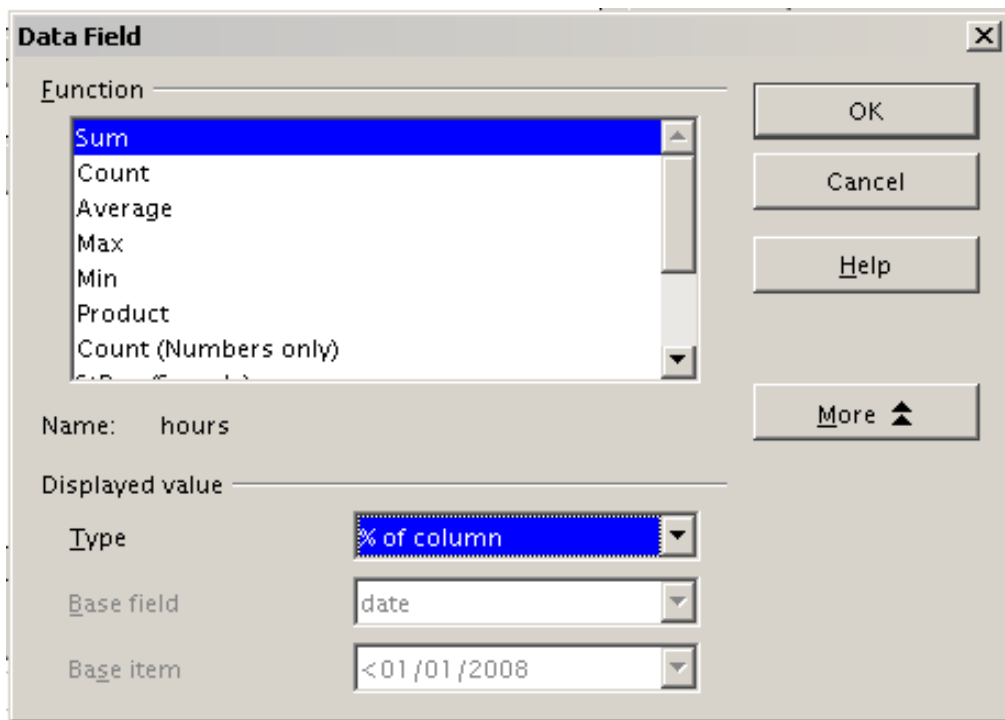 Data Field
Function
OK
Sum
Count
Cancel
Average
Max
Help
Min
Product
Count (Numbers only)
More
Name: hours
Displayed value
Type % of column
Base field date
Base item <01/01/2008